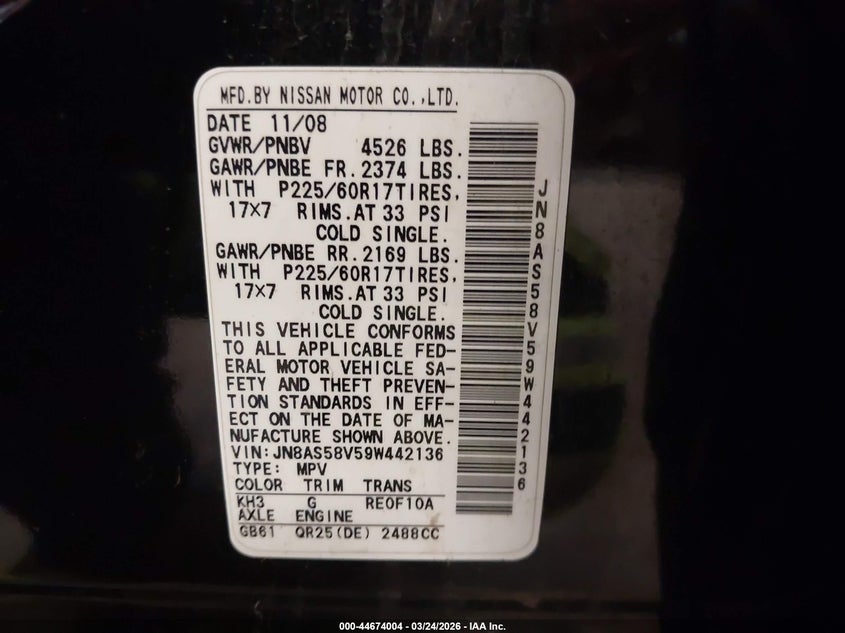 MFD.BY NISSAN MOTOR CO.,LTD.
DATE 11/08
GVWR/PNBV 4526 LBS.
GAWR/PNBE FR. 2374 LBS.
WITH P225/60R17TIRES,
17X7 RIMS.AT 33 PSI
COLD SINGLE.
GAWR/PNBE RR. 2169 LBS.
WITH P225/60R17TIRES,
17X7 RIMS.AT 33 PSI
COLD SINGLE.
THIS VEHICLE CONFORMS
TO ALL APPLICABLE FED-
ERAL MOTOR VEHICLE SA-
FETY AND THEFT PREVEN-
TION STANDARDS IN EFF-
ECT ON THE DATE OF MA-
NUFACTURE SHOWN ABOVE.
VIN:JN8AS58V59W442136
TYPE: MPV
COLOR TRIM TRANS
KH3 G RE0F10A
AXLE ENGINE
GB61 QR25(DE) 2488CC
JN8AS58V59W442136
000-44674004 - 03/24/2026 - IAA Inc.